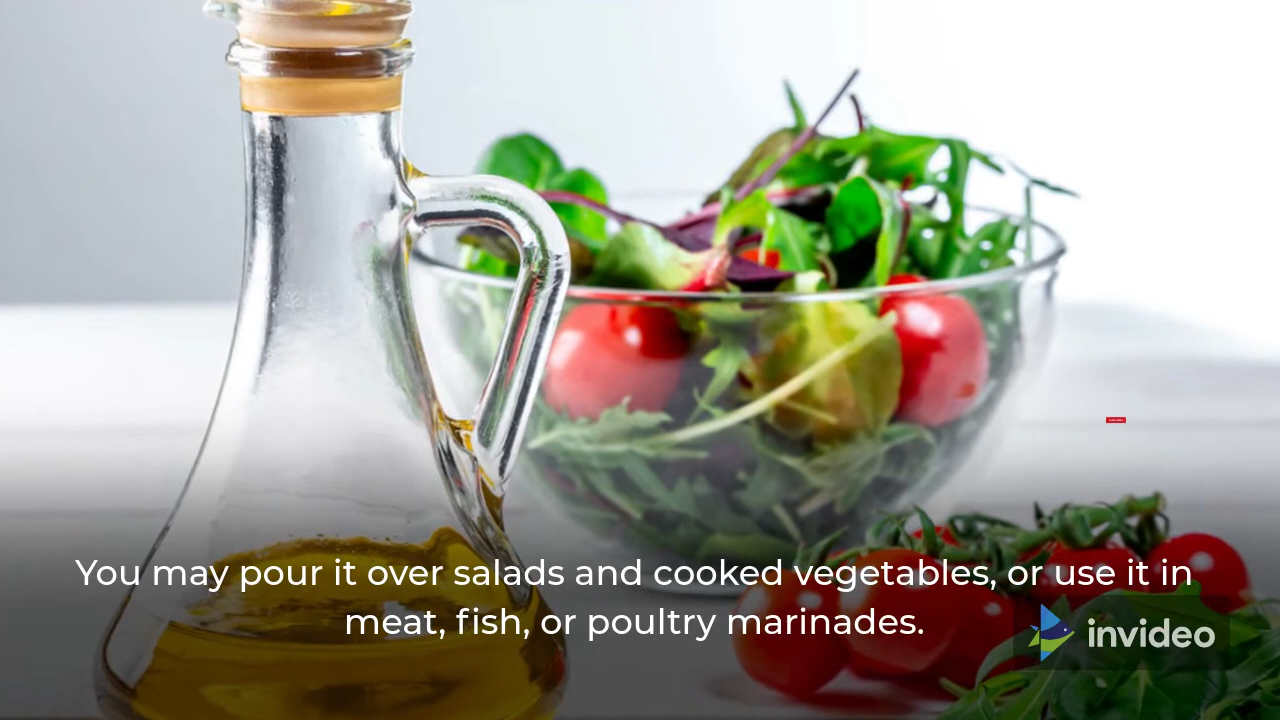 You may pour it over salads and cooked vegetables, or use it in
meat, fish, or poultry marinades.
invideo